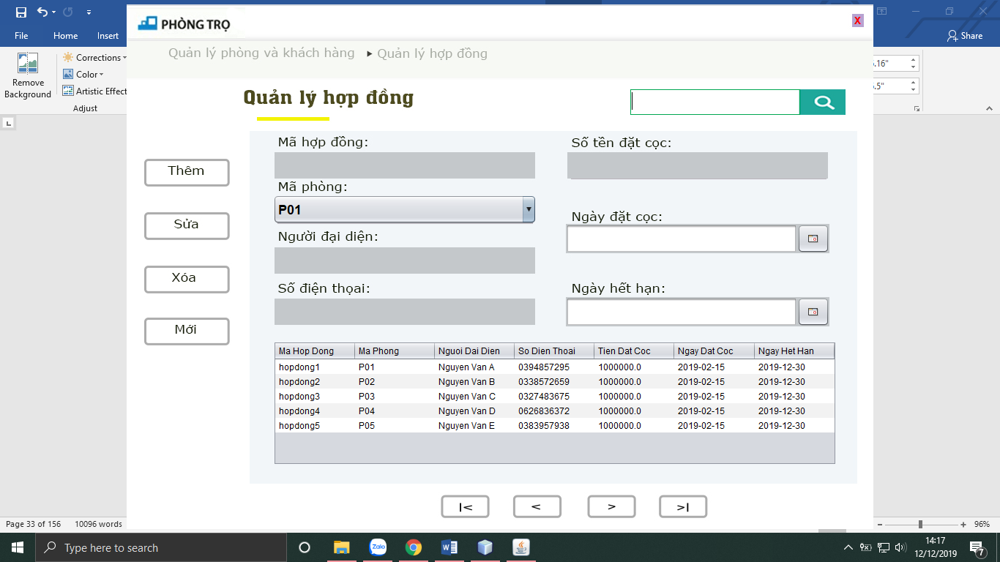 File Home Insert
Share
Corrections
Color
Artistic Effect
Remove
Background
Adjust
.16"
.5"
PHÒNG TRỌ
X
Quản lý phòng và khách hàng Quản lý hợp đồng
Quản lý hợp đồng
Mã hợp đồng:
Số tền đặt cọc:
Thêm
Mã phòng:
P01
Sửa
Ngày đặt cọc:
Người đại diện:
Xóa
Số điện thọai:
Ngày hết hạn:
Mới
Ma Hop Dong Ma Phong Nguoi Dai Dien So Dien Thoai Tien Dat Coc Ngay Dat Coc Ngay Het Han
hopdong1 P01 Nguyen Van A 0394857295 1000000.0 2019-02-15 2019-12-30
hopdong2 P02 Nguyen Van B 0338572659 1000000.0 2019-02-15 2019-12-30
hopdong3 P03 Nguyen Van C 0327483675 1000000.0 2019-02-15 2019-12-30
hopdong4 P04 Nguyen Van D 0626836372 1000000.0 2019-02-15 2019-12-30
hopdong5 P05 Nguyen Van E 0383957938 1000000.0 2019-02-15 2019-12-30
I< < > >I
Page 33 of 156 10096 words
96%
Type here to search
Zalo
14:17
12/12/2019
7